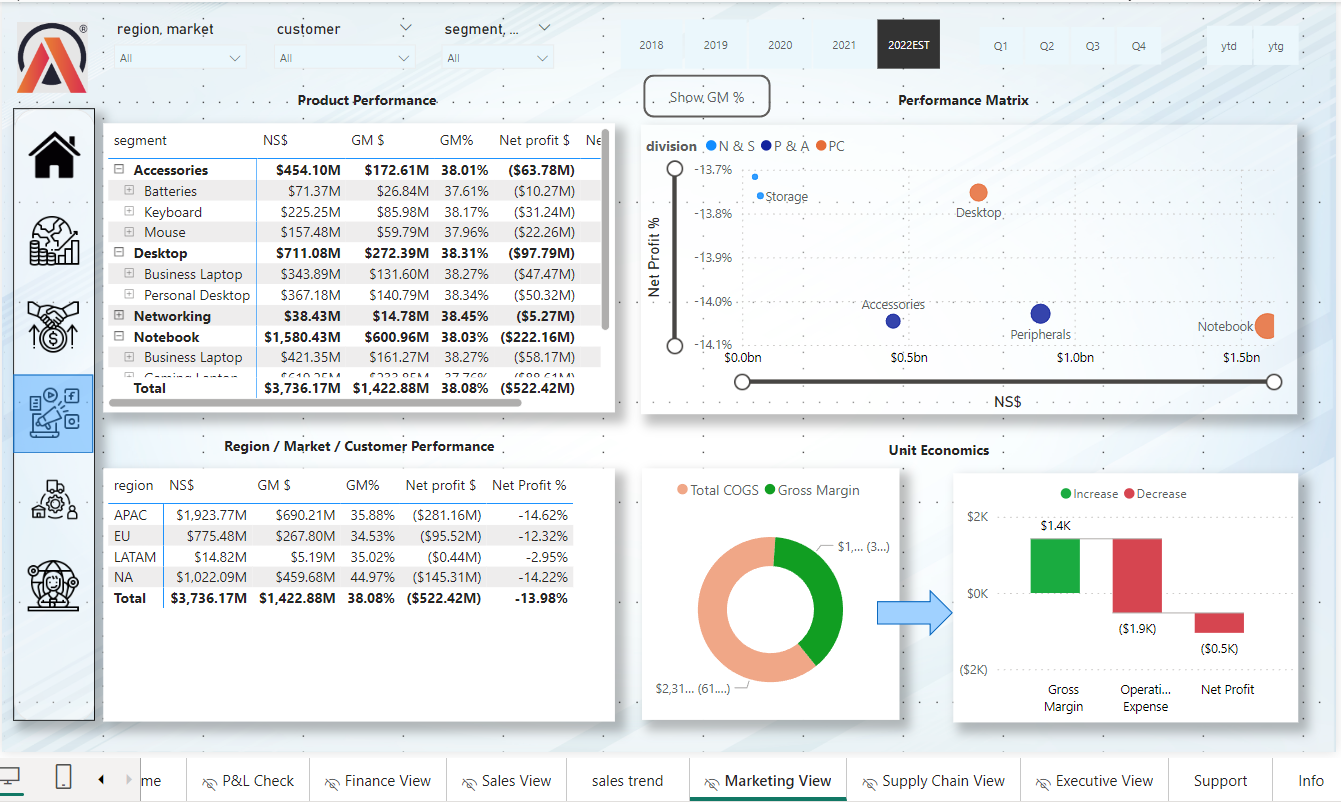 region, market customer segment, ...
All All All
2018 2019 2020 2021 2022EST Q1 Q2 Q3 Q4 ytd ytg
Product Performance
segment NS$ GM $ GM% Net profit $ Ne
Accessories $454.10M $172.61M 38.01% ($63.78M)
Batteries $71.37M $26.84M 37.61% ($10.27M)
Keyboard $225.25M $85.98M 38.17% ($31.24M)
Mouse $157.48M $59.79M 37.96% ($22.26M)
Desktop $711.08M $272.39M 38.31% ($97.79M)
Business Laptop $343.89M $131.60M 38.27% ($47.47M)
Personal Desktop $367.18M $140.79M 38.34% ($50.32M)
Networking $38.43M $14.78M 38.45% ($5.27M)
Notebook $1,580.43M $600.96M 38.03% ($222.16M)
Business Laptop $421.35M $161.27M 38.27% ($58.17M)
Total $3,736.17M $1,422.88M 38.08% ($522.42M)
Show GM %
Performance Matrix
division N & S P & A PC
-13.7%
Storage
Desktop
-13.8%
-13.9%
-14.0%
Accessories
Peripherals
Notebook
-14.1%
Net Profit %
$0.0bn $0.5bn $1.0bn $1.5bn
NS$
Region / Market / Customer Performance
region NS$ GM $ GM% Net profit $ Net Profit %
APAC $1,923.77M $690.21M 35.88% ($281.16M) -14.62%
EU $775.48M $267.80M 34.53% ($95.52M) -12.32%
LATAM $14.82M $5.19M 35.02% ($0.44M) -2.95%
NA $1,022.09M $459.68M 44.97% ($145.31M) -14.22%
Total $3,736.17M $1,422.88M 38.08% ($522.42M) -13.98%
Unit Economics
Total COGS Gross Margin
$1,... (3...)
$2,31... (61....)
Increase Decrease
$2K
$1.4K
$0K
($1.9K)
($0.5K)
($2K)
Gross Margin
Operati... Expense
Net Profit
me P&L Check Finance View Sales View sales trend Marketing View Supply Chain View Executive View Support Info